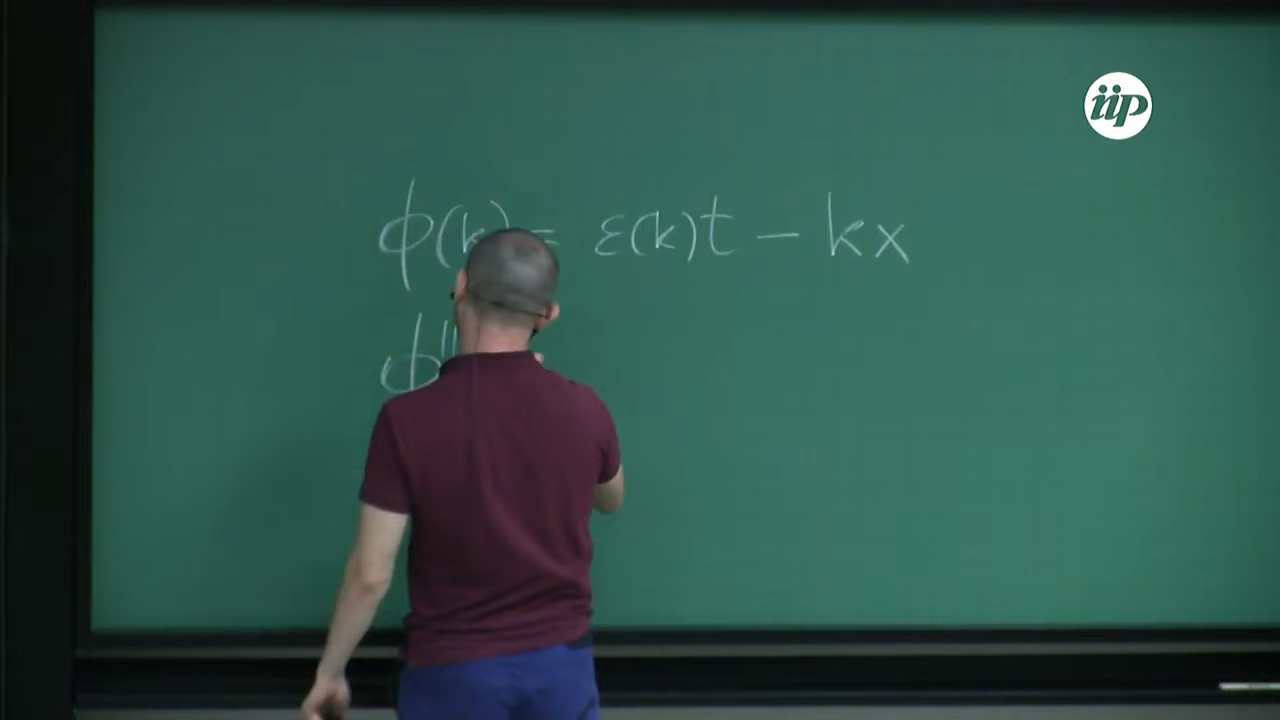 iip
φ(k) = ε(k)t − kx
φ''